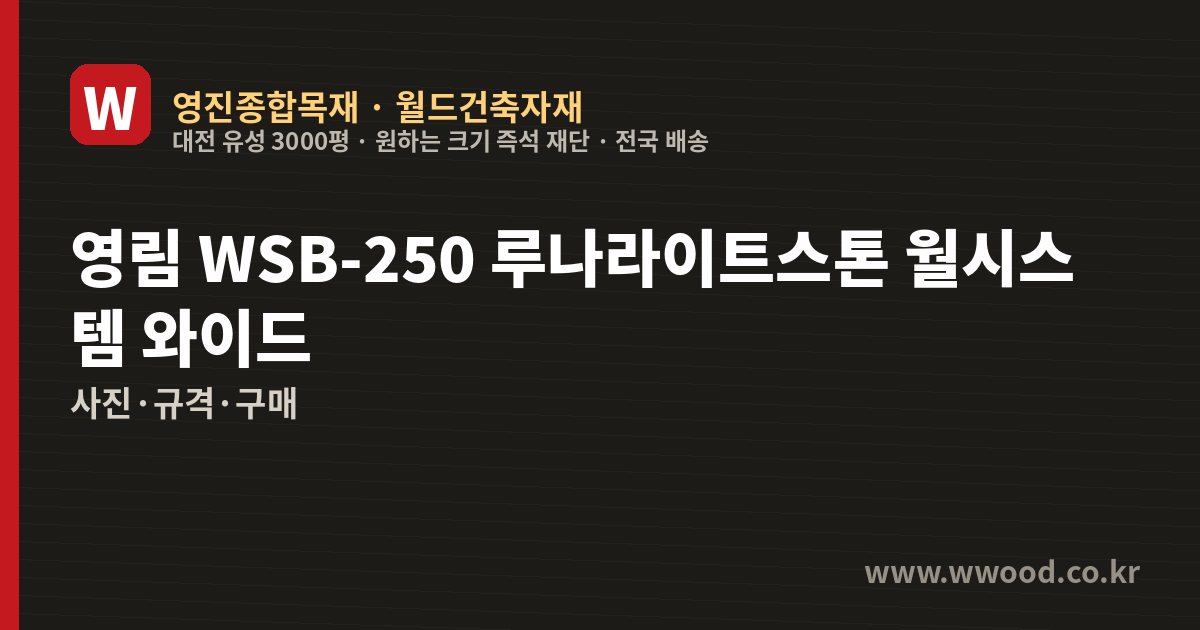 W
영진종합목재 · 월드건축자재
대전 유성 3000평 · 원하는 크기 즉석 재단 · 전국 배송
영림 WSB-250 루나라이트스톤 월시스
템 와이드
사진·규격·구매
www.wwood.co.kr